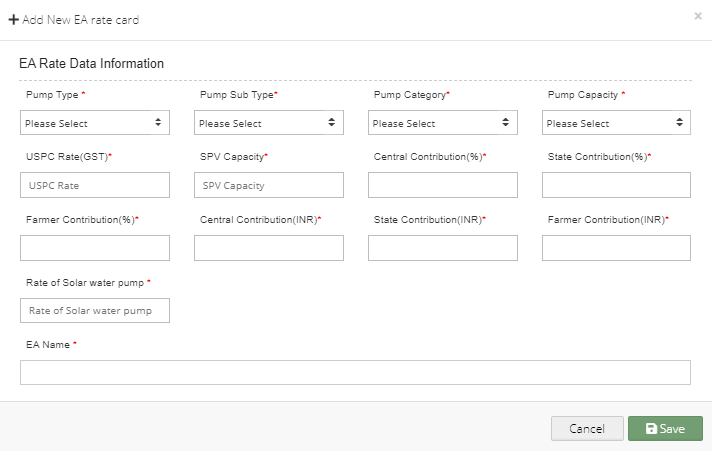 Add New EA rate card ×
EA Rate Data Information
Pump Type * Pump Sub Type* Pump Category* Pump Capacity *
Please Select Please Select Please Select Please Select
USPC Rate(GST)* SPV Capacity* Central Contribution(%)* State Contribution(%)*
USPC Rate SPV Capacity
Farmer Contribution(%)* Central Contribution(INR)* State Contribution(INR)* Farmer Contribution(INR)*
Rate of Solar water pump *
Rate of Solar water pump
EA Name *
Cancel Save